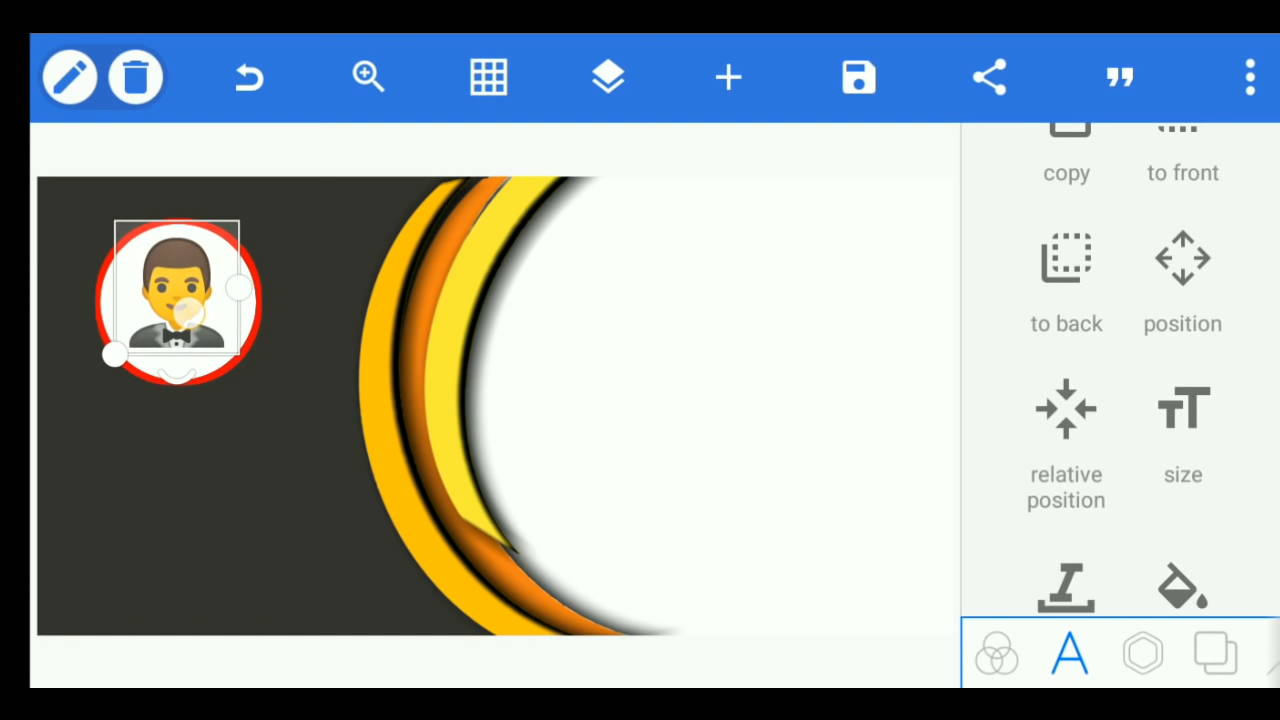 copy
to front
to back
position
relative
position
size